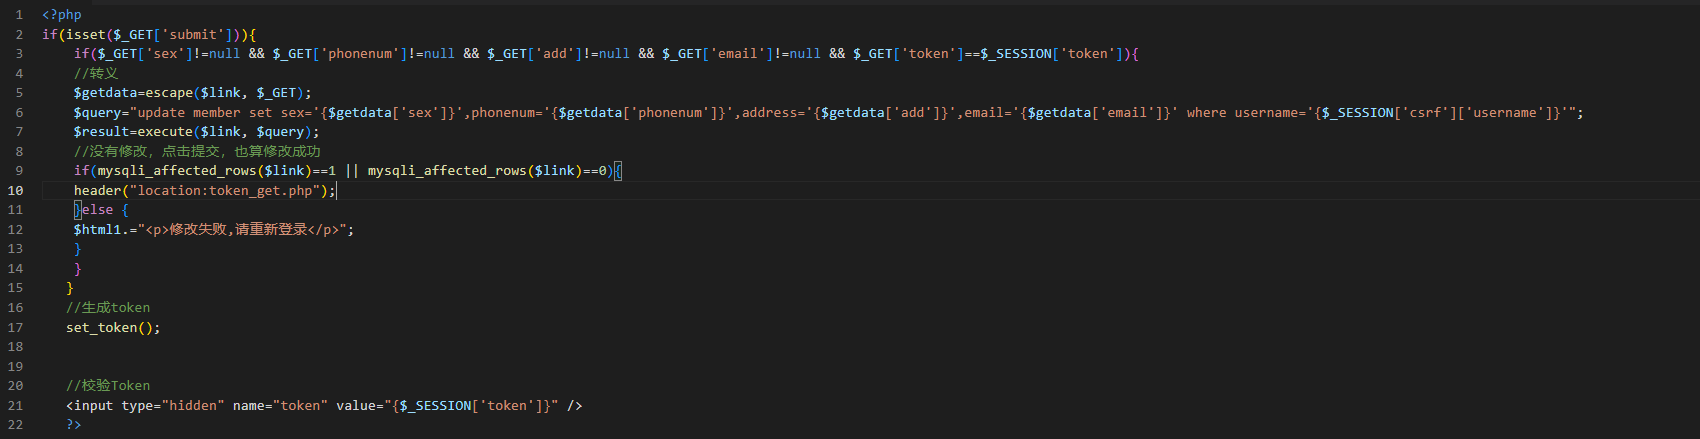 1 <?php
2 if(isset($_GET['submit'])){
3 if($_GET['sex']!=null && $_GET['phonenum']!=null && $_GET['add']!=null && $_GET['email']!=null && $_GET['token']==$_SESSION['token']){
4 //转义
5 $getdata=escape($link, $_GET);
6 $query="update member set sex='{$getdata['sex']}',phonenum='{$getdata['phonenum']}',address='{$getdata['add']}',email='{$getdata['email']}' where username='{$_SESSION['csrf']['username']}'";
7 $result=execute($link, $query);
8 //没有修改，点击提交，也算修改成功
9 if(mysqli_affected_rows($link)==1 || mysqli_affected_rows($link)==0){
10 header("location:token_get.php");
11 }else {
12 $html1.="<p>修改失败,请重新登录</p>";
13 }
14 }
15 }
16 //生成token
17 set_token();
18
19
20 //校验Token
21 <input type="hidden" name="token" value="{$_SESSION['token']}" />
22 ?>